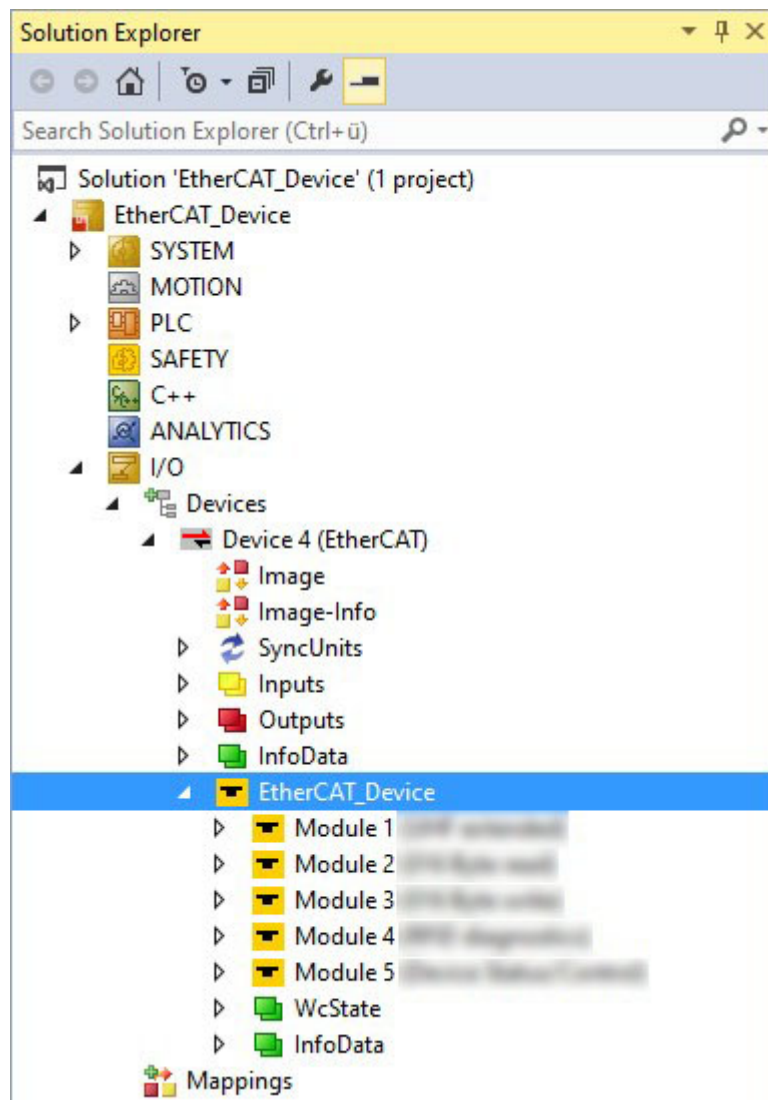 Solution Explorer
Search Solution Explorer (Ctrl+ü)
Solution 'EtherCAT_Device' (1 project)
EtherCAT_Device
SYSTEM
MOTION
PLC
SAFETY
C++
ANALYTICS
I/O
Devices
Device 4 (EtherCAT)
Image
Image-Info
SyncUnits
Inputs
Outputs
InfoData
EtherCAT_Device
Module 1
Module 2
Module 3
Module 4
Module 5
WcState
InfoData
Mappings